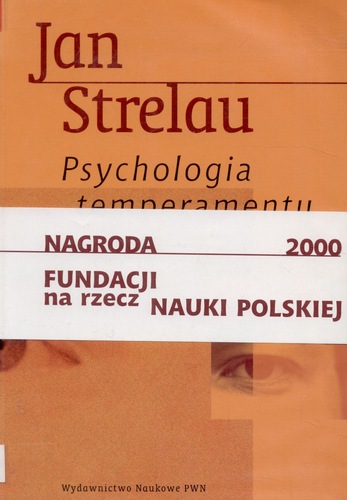 Jan
Strelau
Psychologia
temperamentu
NAGRODA 2000
FUNDACJI
na rzecz NAUKI POLSKIEJ
Wydawnictwo Naukowe PWN